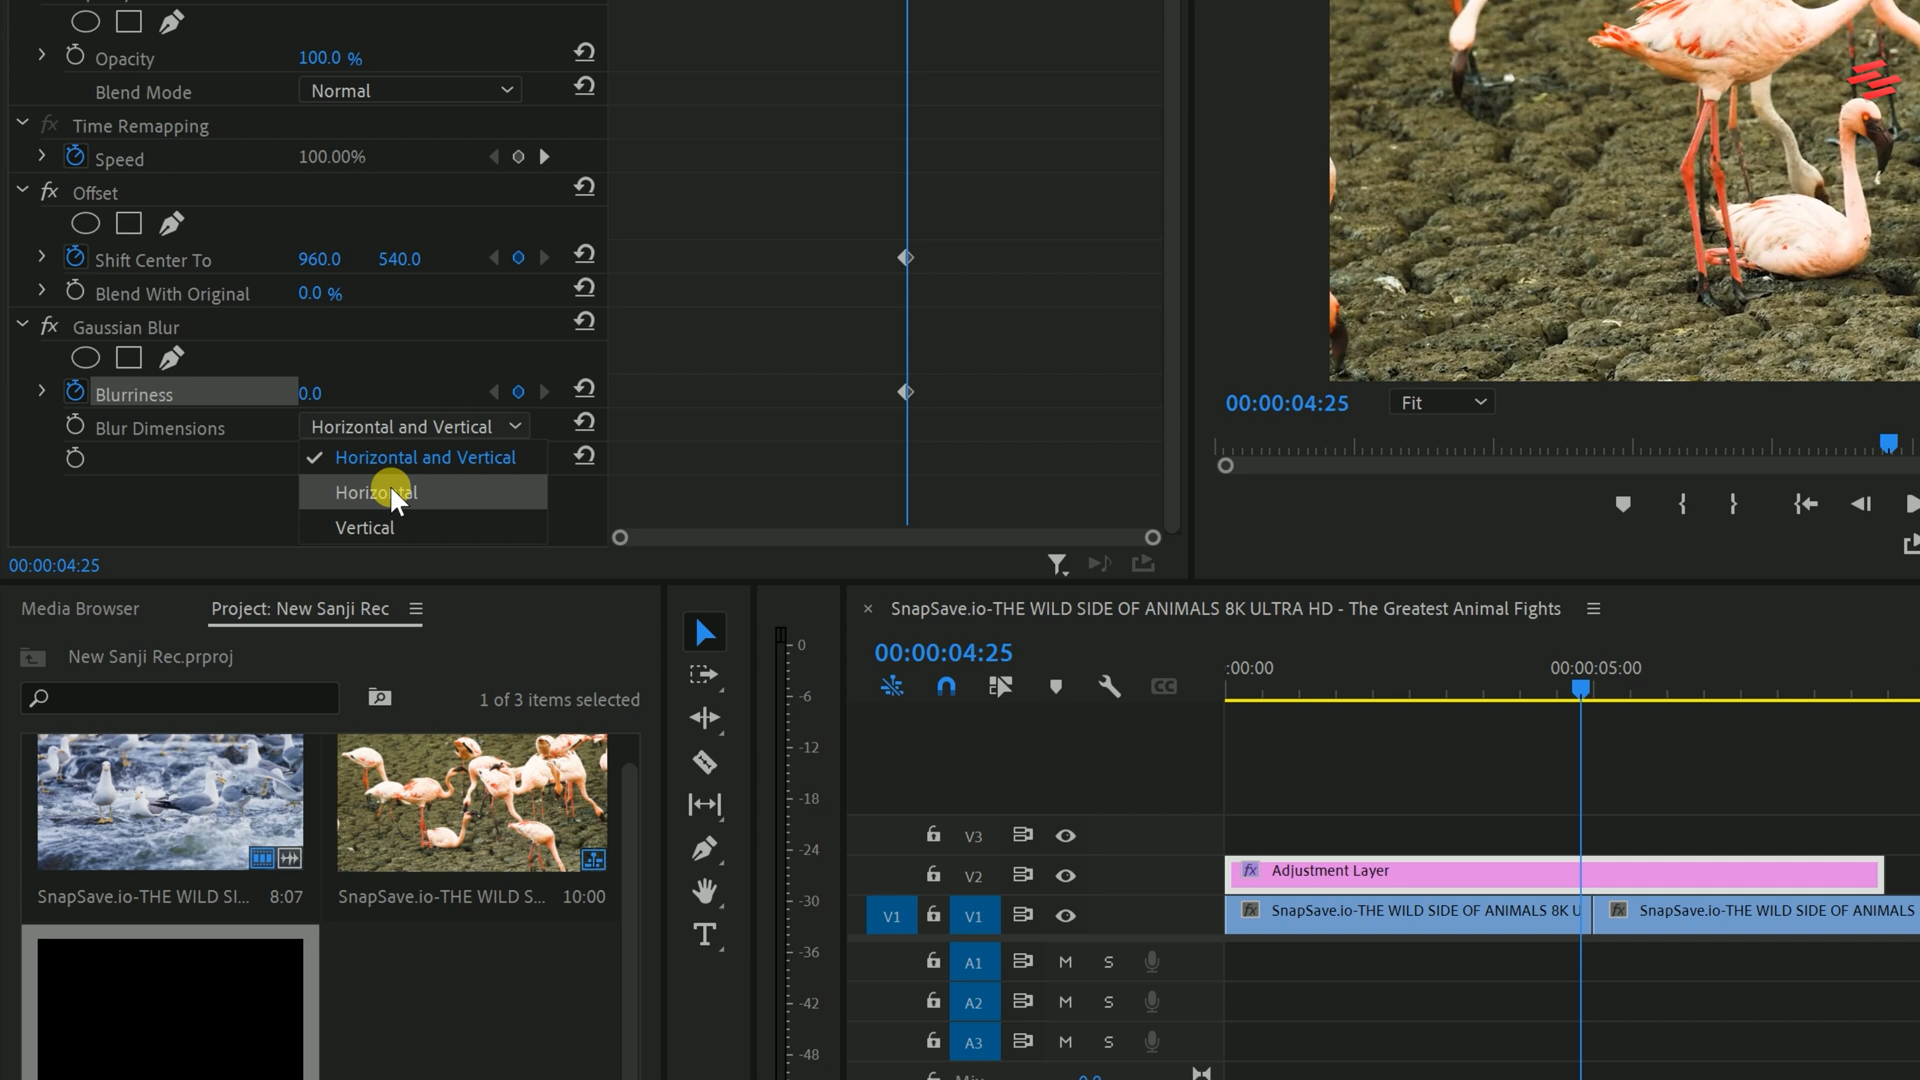 Opacity 100.0 %
Blend Mode Normal
fx Time Remapping
Speed 100.00%
fx Offset
Shift Center To 960.0 540.0
Blend With Original 0.0 %
fx Gaussian Blur
Blurriness 0.0
Blur Dimensions Horizontal and Vertical
Horizontal and Vertical
Horizontal
Vertical
00:00:04:25
00:00:04:25 Fit
Media Browser
Project: New Sanji Rec
New Sanji Rec.prproj
1 of 3 items selected
SnapSave.io-THE WILD SI... 8:07
SnapSave.io-THE WILD S... 10:00
0
-6
-12
-18
-24
-30
-36
-42
-48
× SnapSave.io-THE WILD SIDE OF ANIMALS 8K ULTRA HD - The Greatest Animal Fights
00:00:04:25
CC
:00:00
00:00:05:00
V3
V2
fx Adjustment Layer
V1 V1
fx SnapSave.io-THE WILD SIDE OF ANIMALS 8K U
fx SnapSave.io-THE WILD SIDE OF ANIMALS
A1 M S
A2 M S
A3 M S